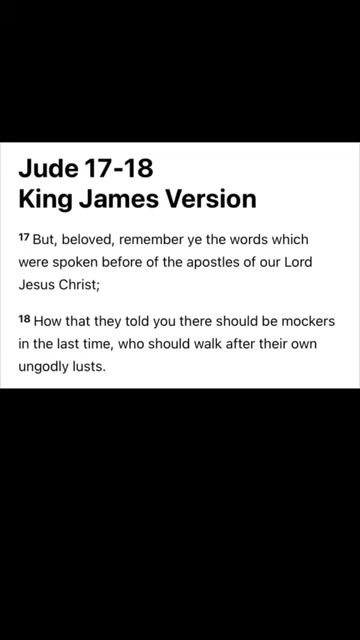 Jude 17-18
King James Version
17 But, beloved, remember ye the words which
were spoken before of the apostles of our Lord
Jesus Christ;
18 How that they told you there should be mockers
in the last time, who should walk after their own
ungodly lusts.